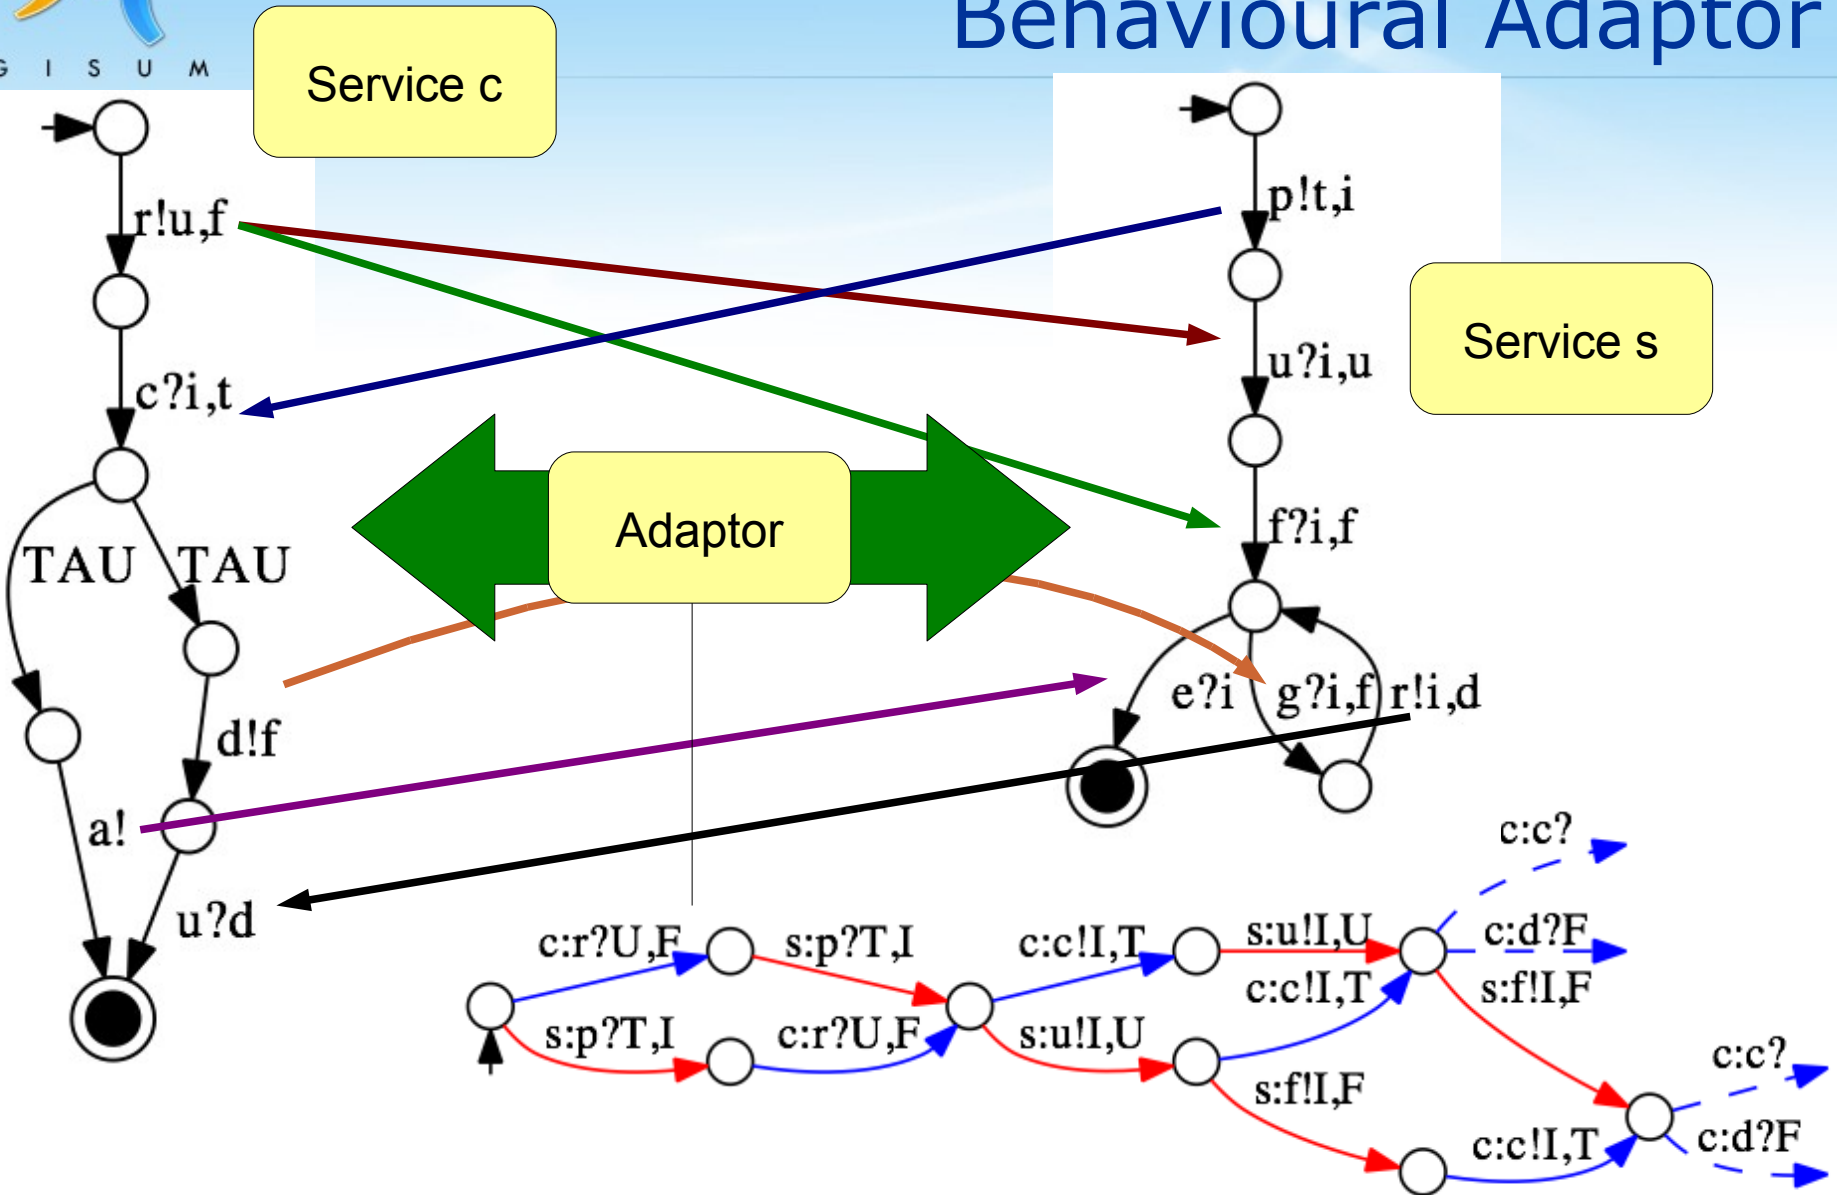 Behavioural Adaptor
G I S U M
Service c
r!u,f
c?i,t
TAU
TAU
d!f
a!
u?d
Adaptor
p!t,i
u?i,u
f?i,f
e?i
g?i,f
r!i,d
Service s
c:r?U,F
s:p?T,I
s:p?T,I
c:r?U,F
c:c!I,T
s:u!I,U
s:u!I,U
c:c!I,T
c:c?
c:d?F
s:f!I,F
s:f!I,F
c:c!I,T
c:c?
c:d?F